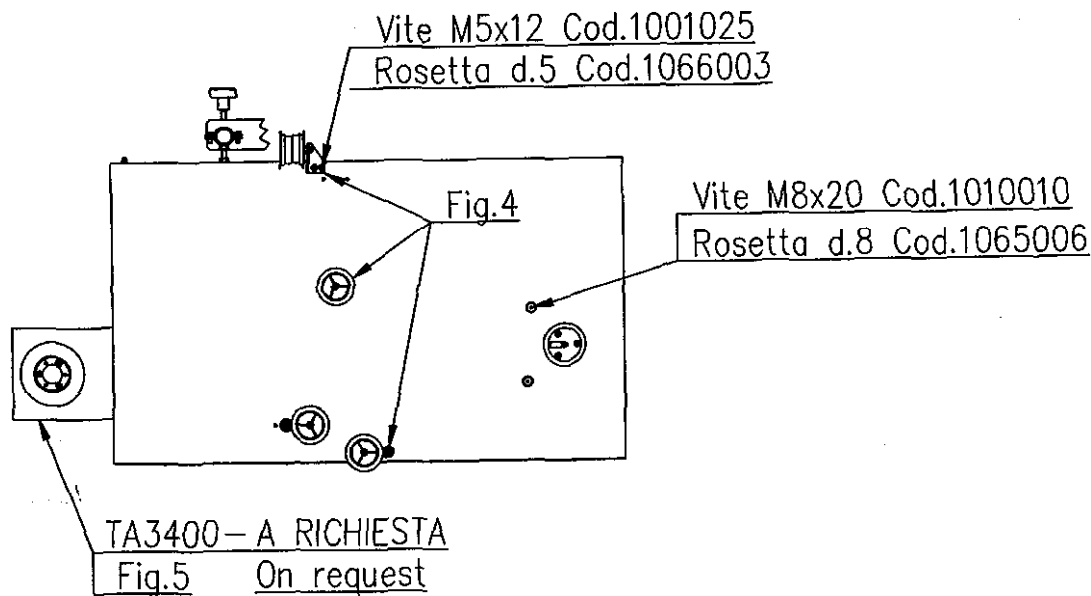 Vite M5x12 Cod.1001025
Rosetta d.5 Cod.1066003
Fig.4
Vite M8x20 Cod.1010010
Rosetta d.8 Cod.1065006
TA3400-A RICHIESTA
Fig.5 On request